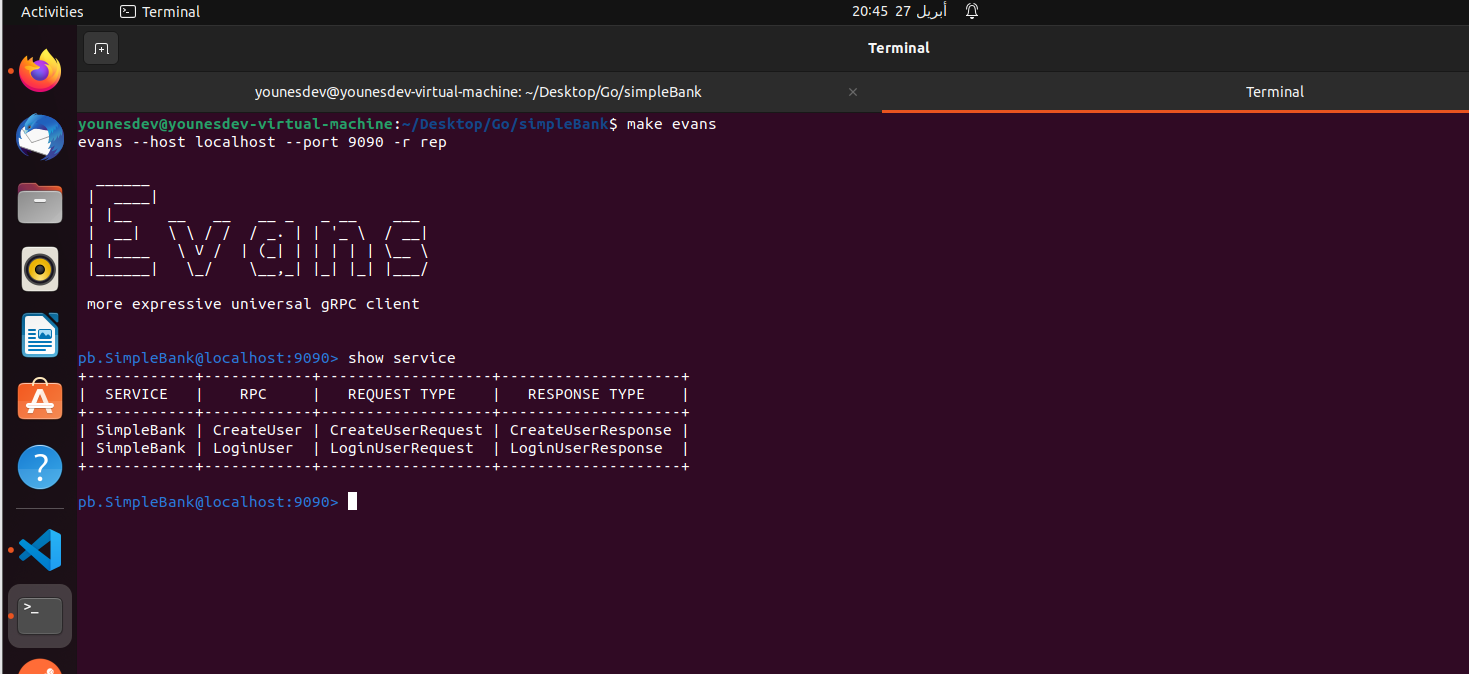 Activities
Terminal
20:45 27 أبريل
Terminal
younesdev@younesdev-virtual-machine: ~/Desktop/Go/simpleBank
Terminal
younesdev@younesdev-virtual-machine:~/Desktop/Go/simpleBank$ make evans
evans --host localhost --port 9090 -r rep
Evans
more expressive universal gRPC client
pb.SimpleBank@localhost:9090> show service
+------------+------------+-------------------+--------------------+
|  SERVICE   |    RPC     |   REQUEST TYPE    |   RESPONSE TYPE    |
+------------+------------+-------------------+--------------------+
| SimpleBank | CreateUser | CreateUserRequest | CreateUserResponse |
| SimpleBank | LoginUser  | LoginUserRequest  | LoginUserResponse  |
+------------+------------+-------------------+--------------------+
pb.SimpleBank@localhost:9090>